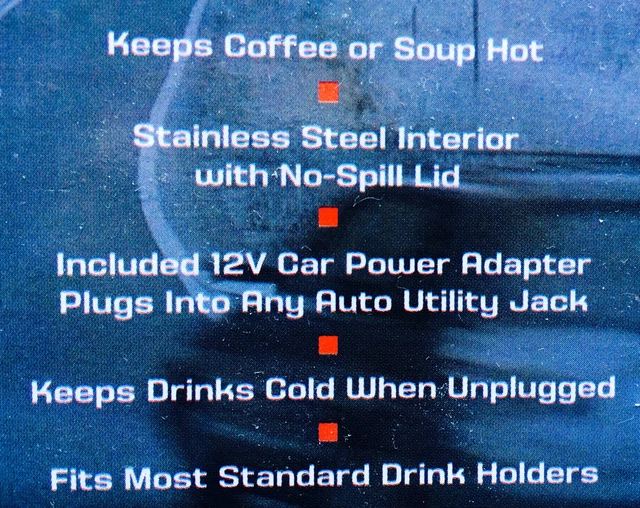 Keeps Coffee or Soup Hot
Stainless Steel Interior
with No-Spill Lid
Included 12V Car Power Adapter
Plugs Into Any Auto Utility Jack
Keeps Drinks Cold When Unplugged
Fits Most Standard Drink Holders